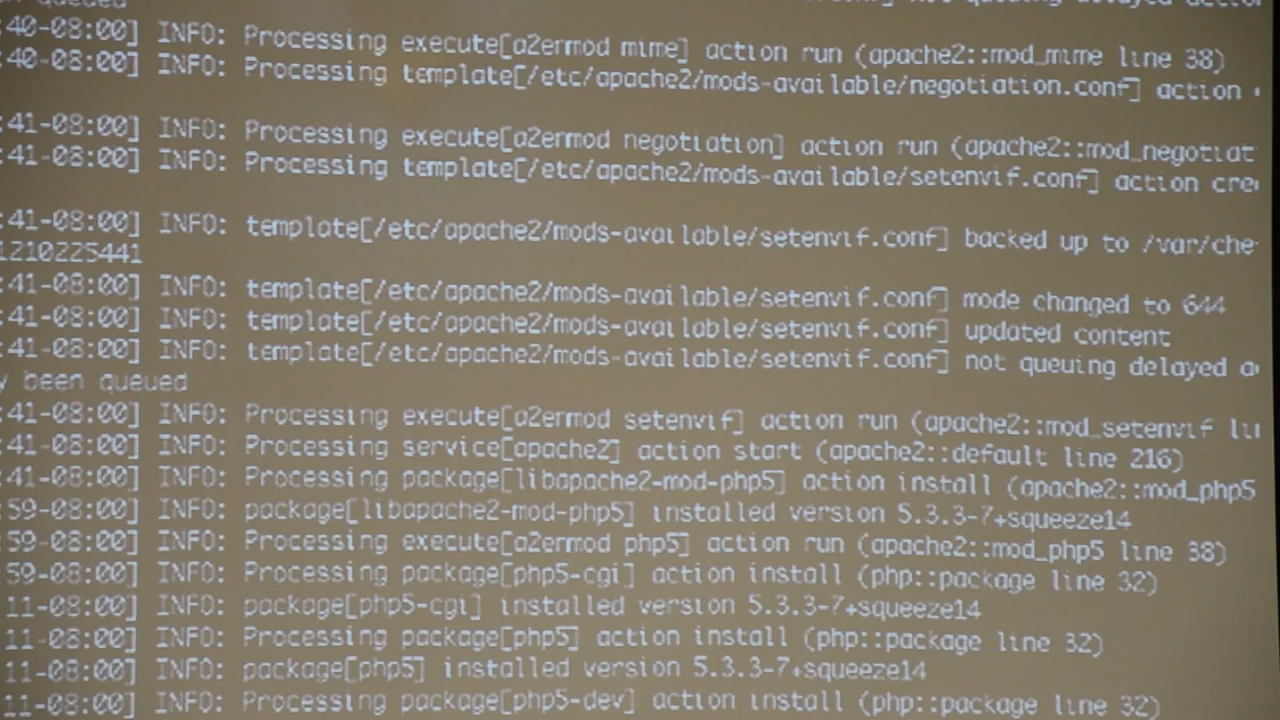 queued
:40-08:00] INFO: Processing execute[a2enmod mime] action run (apache2::mod_mime line 38)
:40-08:00] INFO: Processing template[/etc/apache2/mods-available/negotiation.conf] action
:41-08:00] INFO: Processing execute[a2enmod negotiation] action run (apache2::mod_negotiat
:41-08:00] INFO: Processing template[/etc/apache2/mods-available/setenvif.conf] action cre
:41-08:00] INFO: template[/etc/apache2/mods-available/setenvif.conf] backed up to /var/che
1210225441
:41-08:00] INFO: template[/etc/apache2/mods-available/setenvif.conf] mode changed to 644
:41-08:00] INFO: template[/etc/apache2/mods-available/setenvif.conf] updated content
:41-08:00] INFO: template[/etc/apache2/mods-available/setenvif.conf] not queuing delayed a
y been queued
:41-08:00] INFO: Processing execute[a2enmod setenvif] action run (apache2::mod_setenvif li
:41-08:00] INFO: Processing service[apache2] action start (apache2::default line 216)
:41-08:00] INFO: Processing package[libapache2-mod-php5] action install (apache2::mod_php5
:59-08:00] INFO: package[libapache2-mod-php5] installed version 5.3.3-7+squeeze14
:59-08:00] INFO: Processing execute[a2enmod php5] action run (apache2::mod_php5 line 38)
59-08:00] INFO: Processing package[php5-cgi] action install (php::package line 32)
11-08:00] INFO: package[php5-cgi] installed version 5.3.3-7+squeeze14
11-08:00] INFO: Processing package[php5] action install (php::package line 32)
11-08:00] INFO: package[php5] installed version 5.3.3-7+squeeze14
11-08:00] INFO: Processing package[php5-dev] action install (php::package line 32)